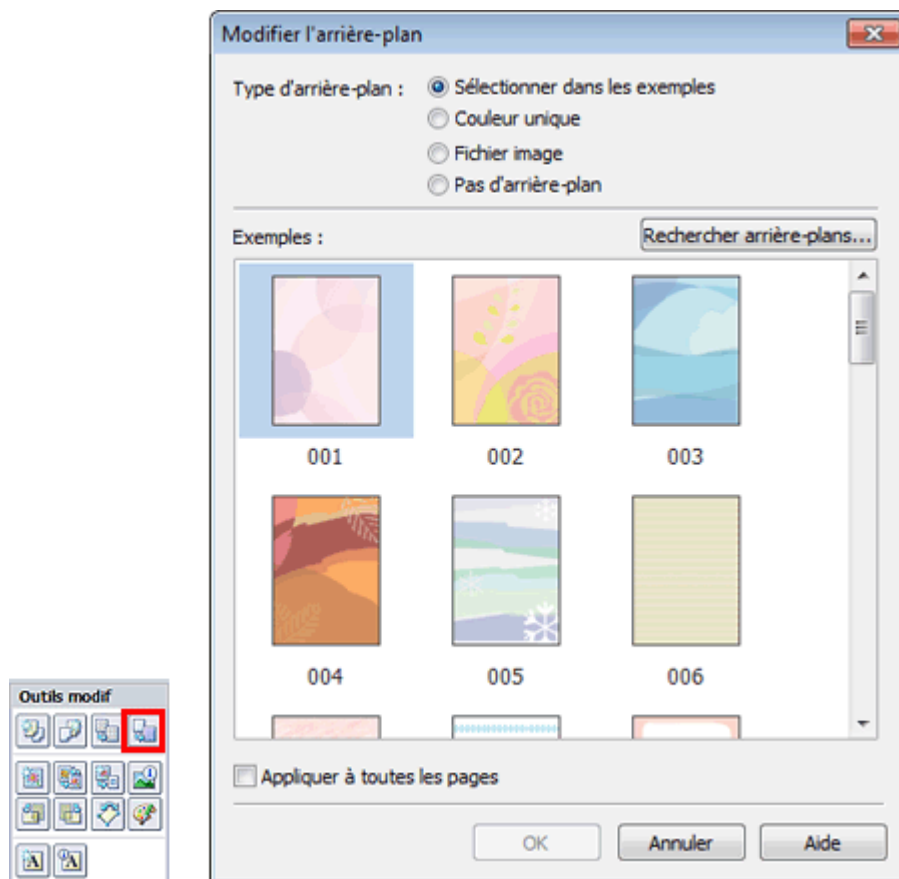 Modifier l'arrière-plan
Type d'arrière-plan :
Sélectionner dans les exemples
Couleur unique
Fichier image
Pas d'arrière-plan
Exemples :
Rechercher arrière-plans...
001 002 003
004 005 006
Appliquer à toutes les pages
OK Annuler Aide
Outils modif
A A